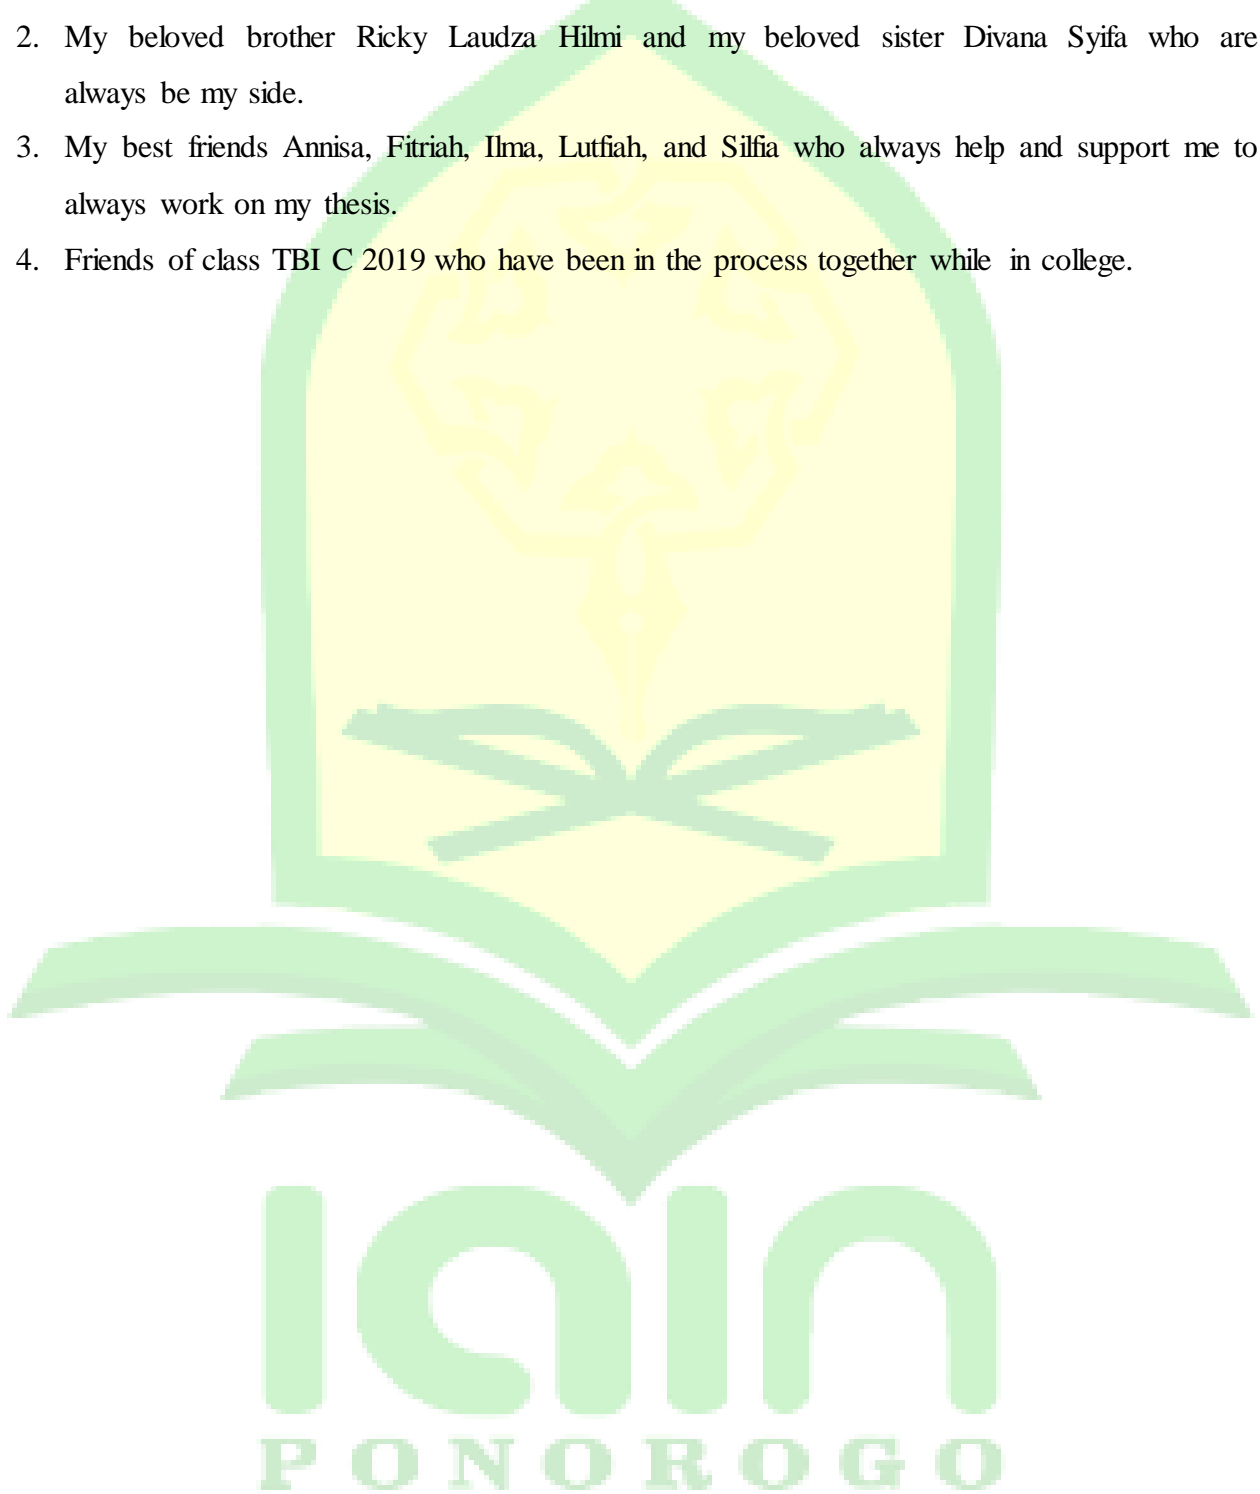 2. My beloved brother Ricky Laudza Hilmi and my beloved sister Divana Syifa who are
always be my side.
3. My best friends Annisa, Fitriah, Ilma, Lutfiah, and Silfia who always help and support me to
always work on my thesis.
4. Friends of class TBI C 2019 who have been in the process together while in college.
iain
PONOROGO